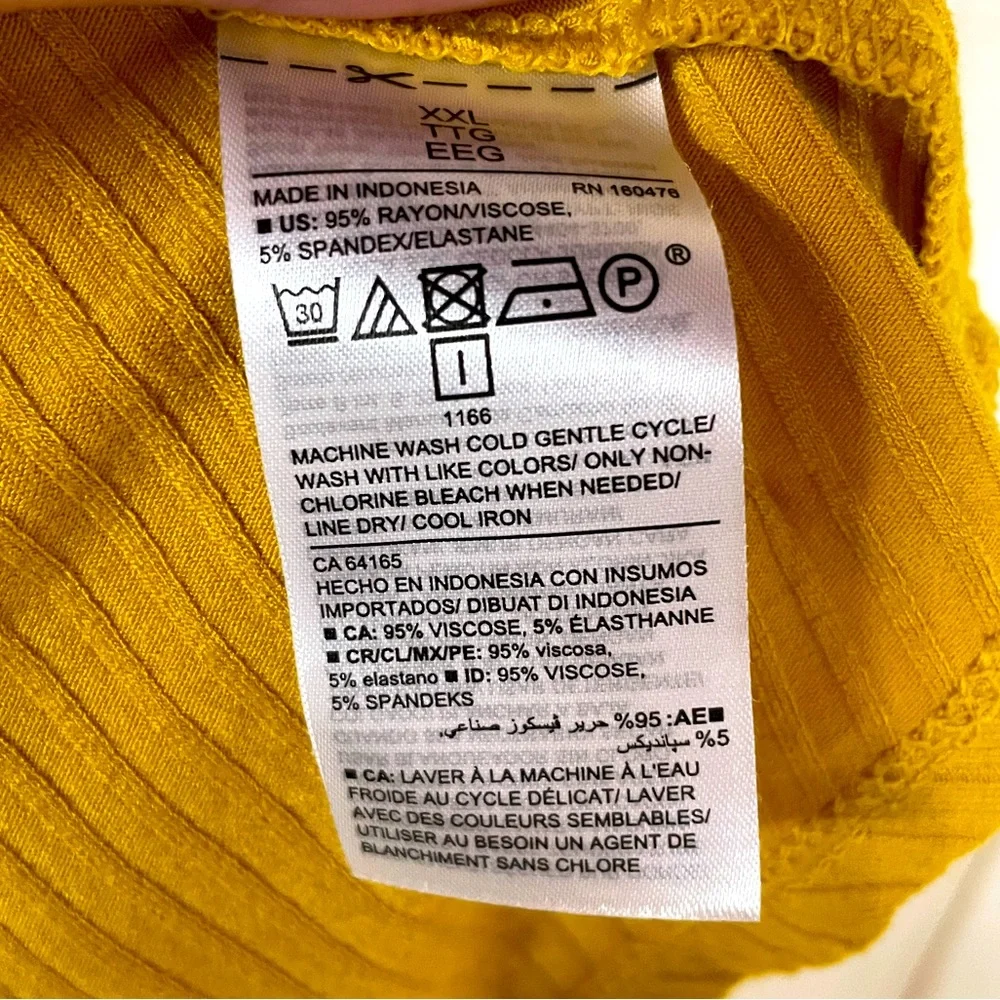 XXL
TTG
EEG
MADE IN INDONESIA RN 160476
■ US: 95% RAYON/VISCOSE,
5% SPANDEX/ELASTANE
30 P ®
1166
MACHINE WASH COLD GENTLE CYCLE/
WASH WITH LIKE COLORS/ ONLY NON-
CHLORINE BLEACH WHEN NEEDED/
LINE DRY/ COOL IRON
CA 64165
HECHO EN INDONESIA CON INSUMOS
IMPORTADOS/ DIBUAT DI INDONESIA
■ CA: 95% VISCOSE, 5% ÉLASTHANNE
■ CR/CL/MX/PE: 95% viscosa,
5% elastano ■ ID: 95% VISCOSE,
5% SPANDEKS
■AE: 95% حرير ڤيسكوز صناعي,
5% سپانديكس
■ CA: LAVER À LA MACHINE À L'EAU
FROIDE AU CYCLE DÉLICAT/ LAVER
AVEC DES COULEURS SEMBLABLES/
UTILISER AU BESOIN UN AGENT DE
BLANCHIMENT SANS CHLORE